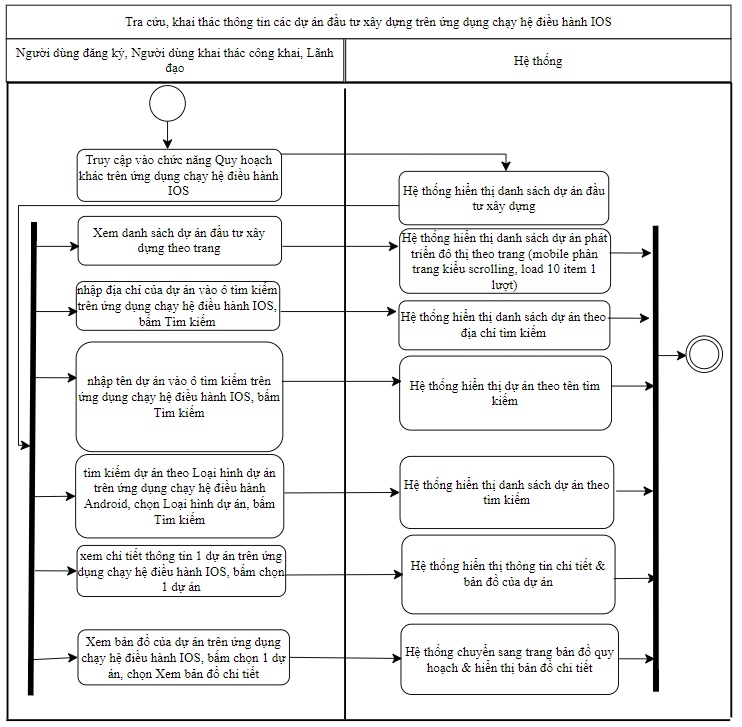 Tra cứu, khai thác thông tin các dự án đầu tư xây dựng trên ứng dụng chạy hệ điều hành IOS
Người dùng đăng ký, Người dùng khai thác công khai, Lãnh
đạo
Hệ thống
Truy cập vào chức năng Quy hoạch
khác trên ứng dụng chạy hệ điều hành
IOS
Hệ thống hiển thị danh sách dự án đầu
tư xây dựng
Xem danh sách dự án đầu tư xây
dựng theo trang
Hệ thống hiển thị danh sách dự án phát
triển đô thị theo trang (mobile phân
trang kiểu scrolling, load 10 item 1
lượt)
nhập địa chỉ của dự án vào ô tìm kiếm
trên ứng dụng chạy hệ điều hành IOS,
bấm Tìm kiếm
Hệ thống hiển thị danh sách dự án theo
địa chỉ tìm kiếm
nhập tên dự án vào ô tìm kiếm trên
ứng dụng chạy hệ điều hành IOS, bấm
Tìm kiếm
Hệ thống hiển thị dự án theo tên tìm
kiếm
tìm kiếm dự án theo Loại hình dự án
trên ứng dụng chạy hệ điều hành
Android, chọn Loại hình dự án, bấm
Tìm kiếm
Hệ thống hiển thị danh sách dự án theo
tìm kiếm
xem chi tiết thông tin 1 dự án trên ứng
dụng chạy hệ điều hành IOS, bấm chọn
1 dự án
Hệ thống hiển thị thông tin chi tiết &
bản đồ của dự án
Xem bản đồ của dự án trên ứng dụng
chạy hệ điều hành IOS, bấm chọn 1 dự
án, chọn Xem bản đồ chi tiết
Hệ thống chuyển sang trang bản đồ quy
hoạch & hiển thị bản đồ chi tiết